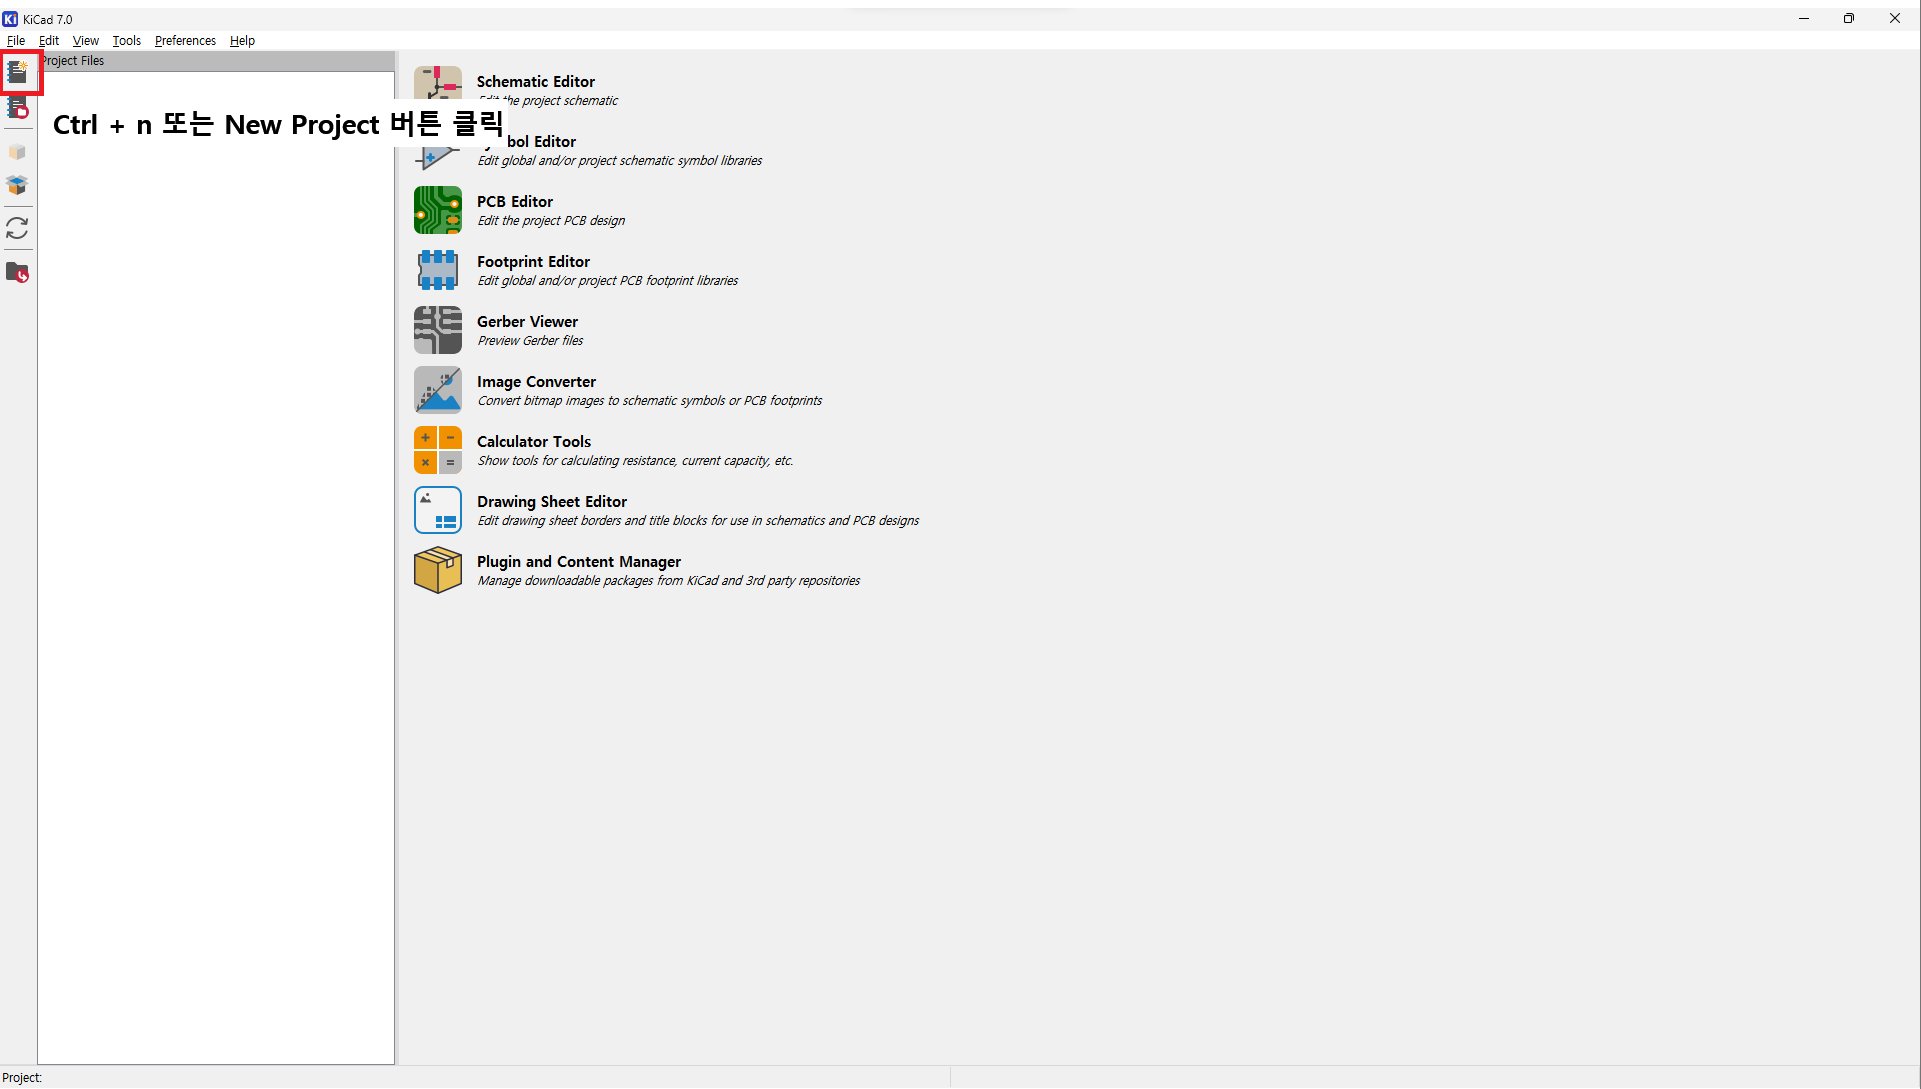 KiCad 7.0
File Edit View Tools Preferences Help
Project Files
Ctrl + n 또는 New Project 버튼 클릭
Schematic Editor
Edit the project schematic
Symbol Editor
Edit global and/or project schematic symbol libraries
PCB Editor
Edit the project PCB design
Footprint Editor
Edit global and/or project PCB footprint libraries
Gerber Viewer
Preview Gerber files
Image Converter
Convert bitmap images to schematic symbols or PCB footprints
Calculator Tools
Show tools for calculating resistance, current capacity, etc.
Drawing Sheet Editor
Edit drawing sheet borders and title blocks for use in schematics and PCB designs
Plugin and Content Manager
Manage downloadable packages from KiCad and 3rd party repositories
Project: